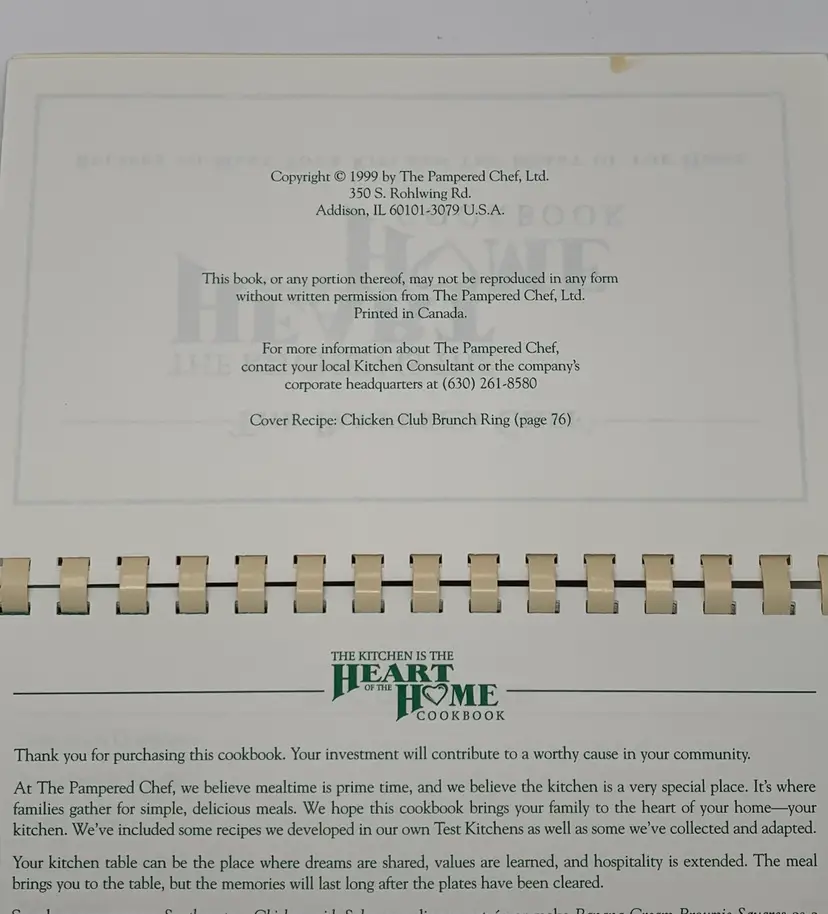 Copyright © 1999 by The Pampered Chef, Ltd.
350 S. Rohlwing Rd.
Addison, IL 60101-3079 U.S.A.
This book, or any portion thereof, may not be reproduced in any form
without written permission from The Pampered Chef, Ltd.
Printed in Canada.
For more information about The Pampered Chef,
contact your local Kitchen Consultant or the company's
corporate headquarters at (630) 261-8580
Cover Recipe: Chicken Club Brunch Ring (page 76)
THE KITCHEN IS THE
HEART
OF THE HOME
COOKBOOK
Thank you for purchasing this cookbook. Your investment will contribute to a worthy cause in your community.
At The Pampered Chef, we believe mealtime is prime time, and we believe the kitchen is a very special place. It's where
families gather for simple, delicious meals. We hope this cookbook brings your family to the heart of your home—your
kitchen. We've included some recipes we developed in our own Test Kitchens as well as some we've collected and adapted.
Your kitchen table can be the place where dreams are shared, values are learned, and hospitality is extended. The meal
brings you to the table, but the memories will last long after the plates have been cleared.